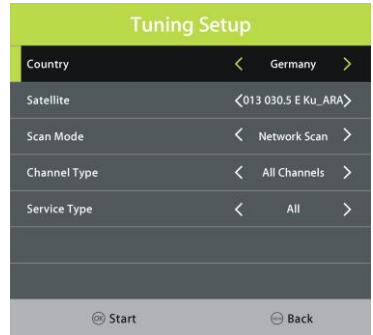 Tuning Setup
Country < Germany >
Satellite <013 030.5 E Ku_ARA>
Scan Mode < Network Scan >
Channel Type < All Channels >
Service Type < All >
OK Start Back